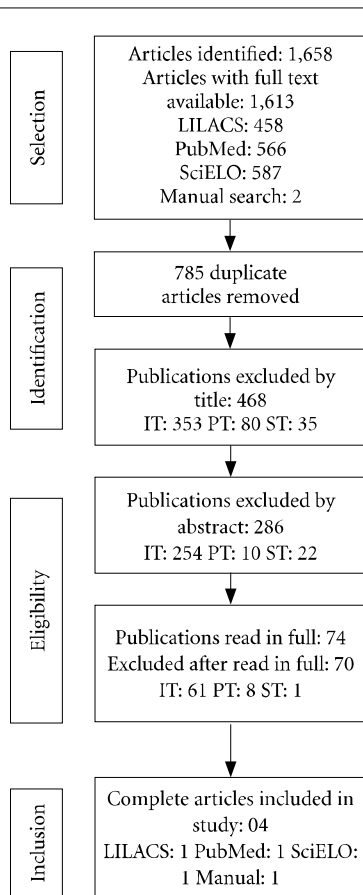 Selection
Articles identified: 1,658
Articles with full text
available: 1,613
LILACS: 458
PubMed: 566
SciELO: 587
Manual search: 2
Identification
785 duplicate
articles removed
Publications excluded by
title: 468
IT: 353 PT: 80 ST: 35
Eligibility
Publications excluded by
abstract: 286
IT: 254 PT: 10 ST: 22
Publications read in full: 74
Excluded after read in full: 70
IT: 61 PT: 8 ST: 1
Inclusion
Complete articles included in
study: 04
LILACS: 1 PubMed: 1 SciELO:
1 Manual: 1